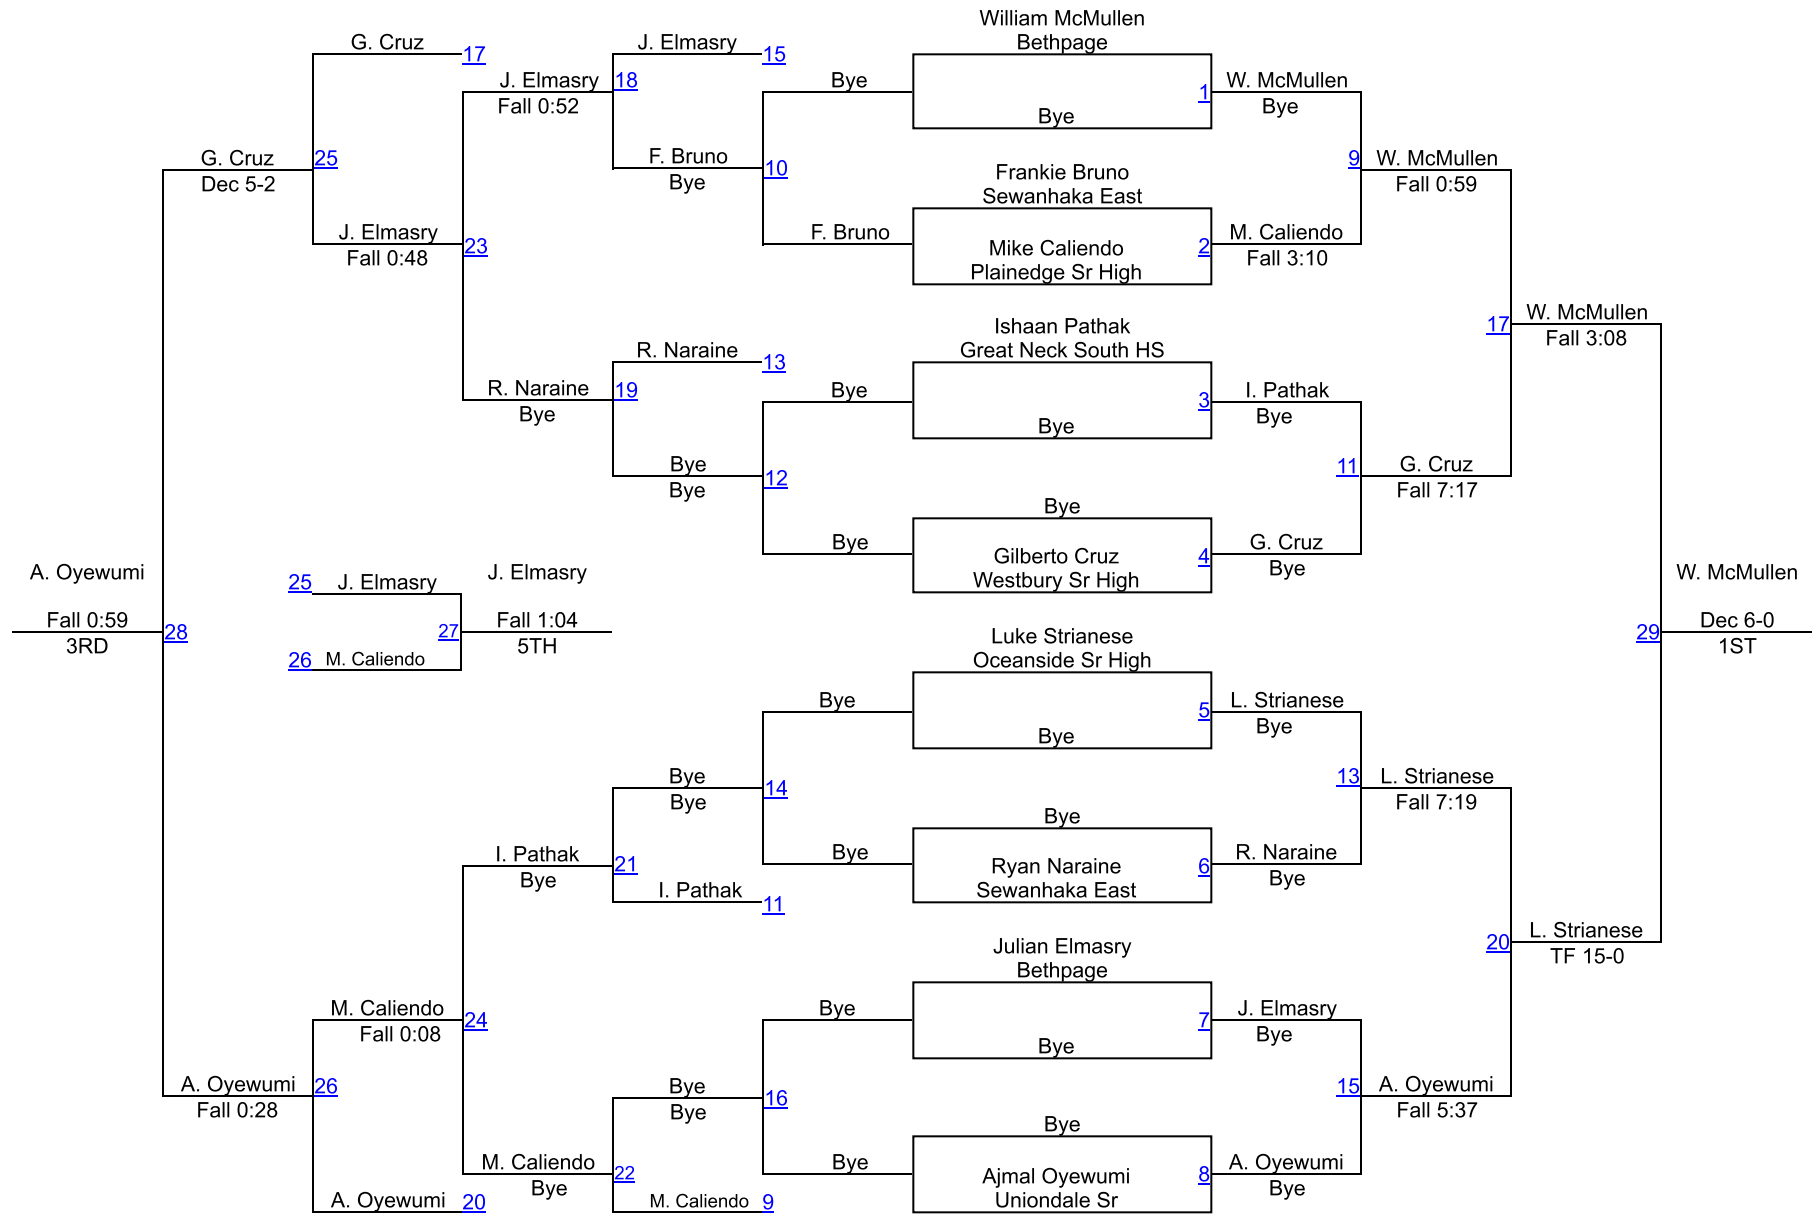 William McMullen
G. Cruz
J. Elmasry
Bethpage
17
15
J. Elmasry
18
Bye
1
W. McMullen
Fall 0:52
Bye
Bye
G. Cruz
25
F. Bruno
10
9
W. McMullen
Dec 5-2
Bye
Frankie Bruno
Fall 0:59
Sewanhaka East
J. Elmasry
23
F. Bruno
Mike Caliendo
2
M. Caliendo
Fall 0:48
Plainedge Sr High
Fall 3:10
Ishaan Pathak
17
W. McMullen
R. Naraine
13
Great Neck South HS
Fall 3:08
R. Naraine
19
Bye
3
I. Pathak
Bye
Bye
Bye
Bye
12
11
G. Cruz
Bye
Fall 7:17
Bye
Bye
Gilberto Cruz
4
G. Cruz
Westbury Sr High
Bye
A. Oyewumi
25
J. Elmasry
J. Elmasry
W. McMullen
Fall 0:59
28
27
Fall 1:04
Luke Strianese
29
Dec 6-0
3RD
26
M. Caliendo
5TH
Oceanside Sr High
1ST
Bye
5
L. Strianese
Bye
Bye
Bye
14
13
L. Strianese
Bye
Fall 7:19
Bye
I. Pathak
21
Bye
Ryan Naraine
6
R. Naraine
Bye
I. Pathak
11
Sewanhaka East
Bye
Julian Elmasry
20
L. Strianese
Bethpage
TF 15-0
M. Caliendo
24
Bye
7
J. Elmasry
Fall 0:08
Bye
Bye
A. Oyewumi
26
Bye
16
15
A. Oyewumi
Fall 0:28
Bye
Fall 5:37
Bye
M. Caliendo
22
Bye
Ajmal Oyewumi
8
A. Oyewumi
Bye
Uniondale Sr
Bye
A. Oyewumi
20
M. Caliendo
9